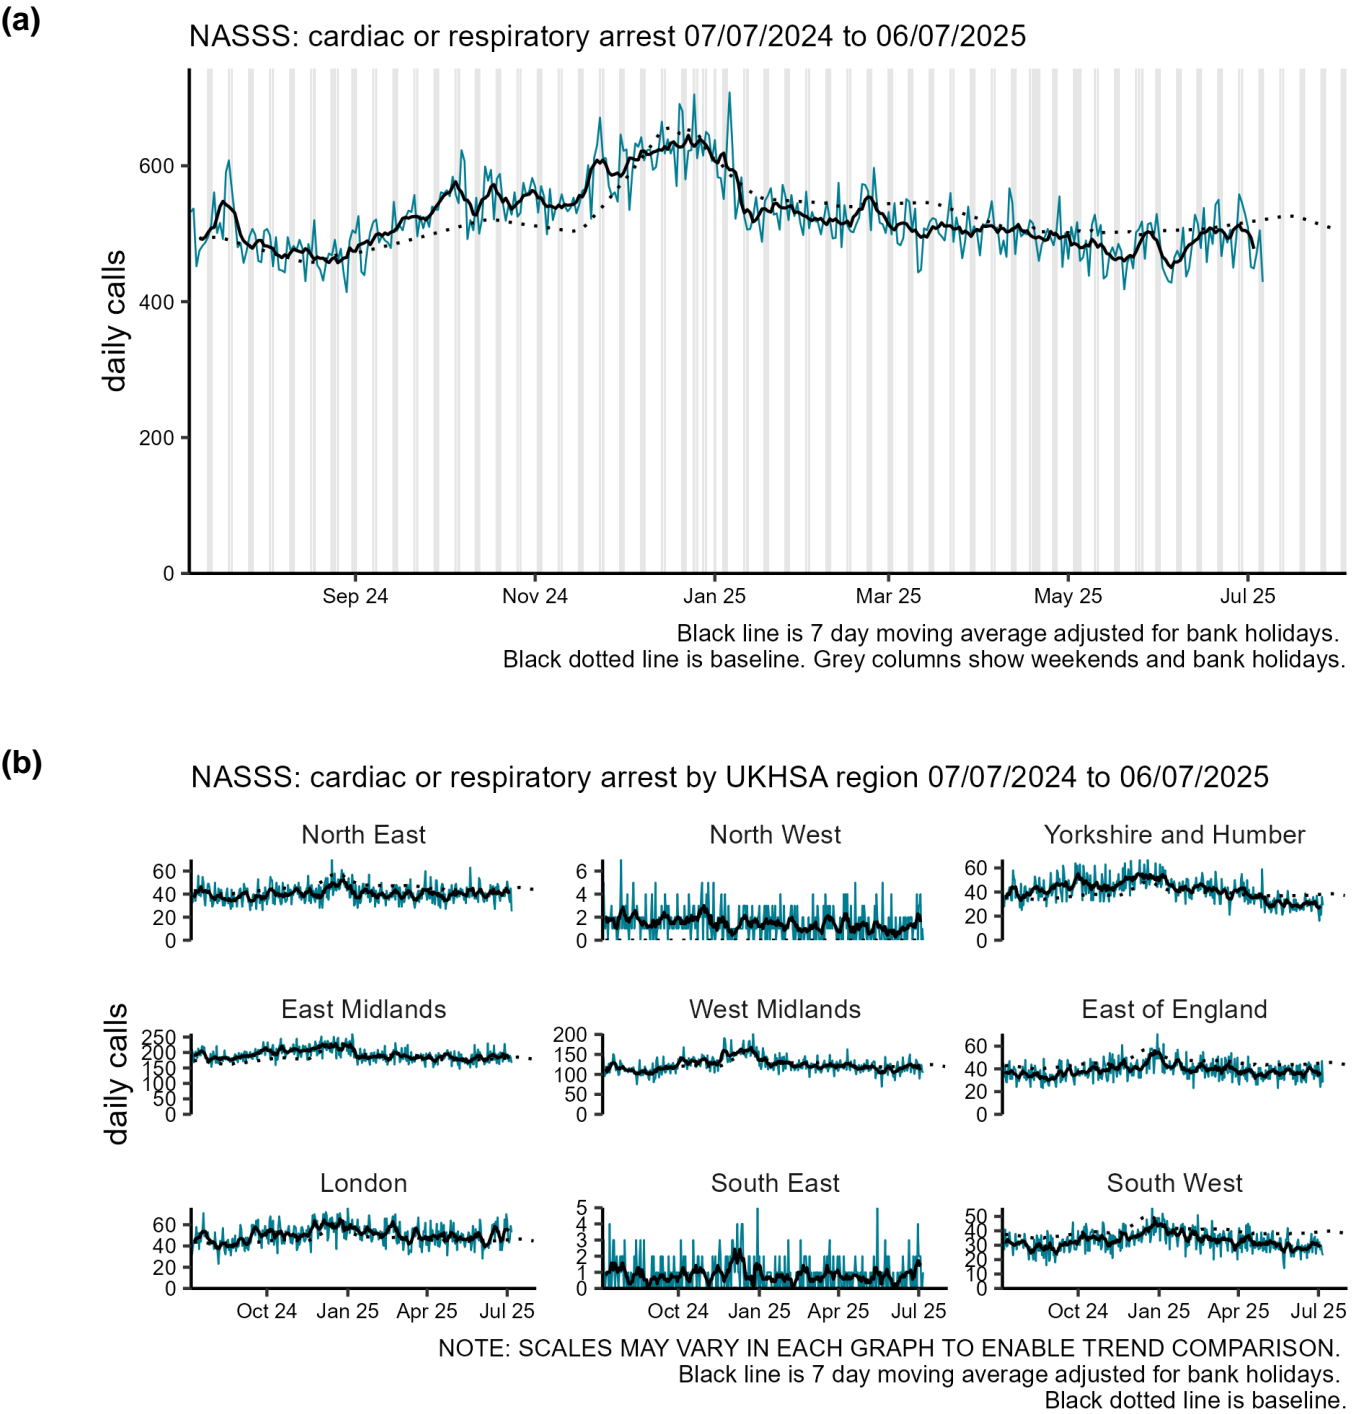 (a)
NASSS: cardiac or respiratory arrest 07/07/2024 to 06/07/2025
daily calls
600
400
200
0
Sep 24 Nov 24 Jan 25 Mar 25 May 25 Jul 25
Black line is 7 day moving average adjusted for bank holidays.
Black dotted line is baseline. Grey columns show weekends and bank holidays.
(b)
NASSS: cardiac or respiratory arrest by UKHSA region 07/07/2024 to 06/07/2025
daily calls
North East
60
40
20
0
North West
6
4
2
0
Yorkshire and Humber
60
40
20
0
East Midlands
250
200
150
100
50
0
West Midlands
200
150
100
50
0
East of England
60
40
20
0
London
60
40
20
0
South East
5
4
3
2
1
0
South West
50
40
30
20
10
0
Oct 24 Jan 25 Apr 25 Jul 25
Oct 24 Jan 25 Apr 25 Jul 25
Oct 24 Jan 25 Apr 25 Jul 25
NOTE: SCALES MAY VARY IN EACH GRAPH TO ENABLE TREND COMPARISON.
Black line is 7 day moving average adjusted for bank holidays.
Black dotted line is baseline.